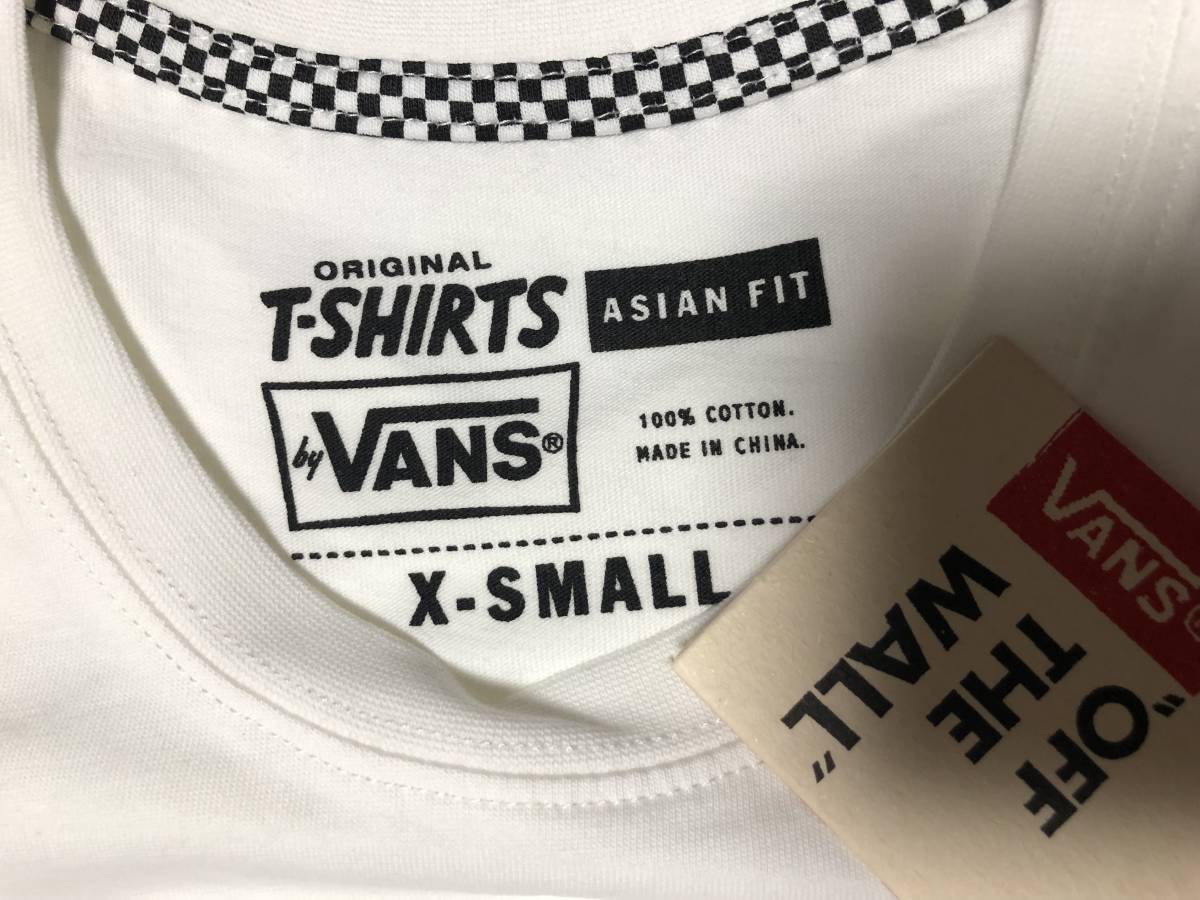 ORIGINAL
T-SHIRTS
ASIAN FIT
by VANS®
100% COTTON.
MADE IN CHINA.
X-SMALL
VANS®
"OFF
THE
WALL"